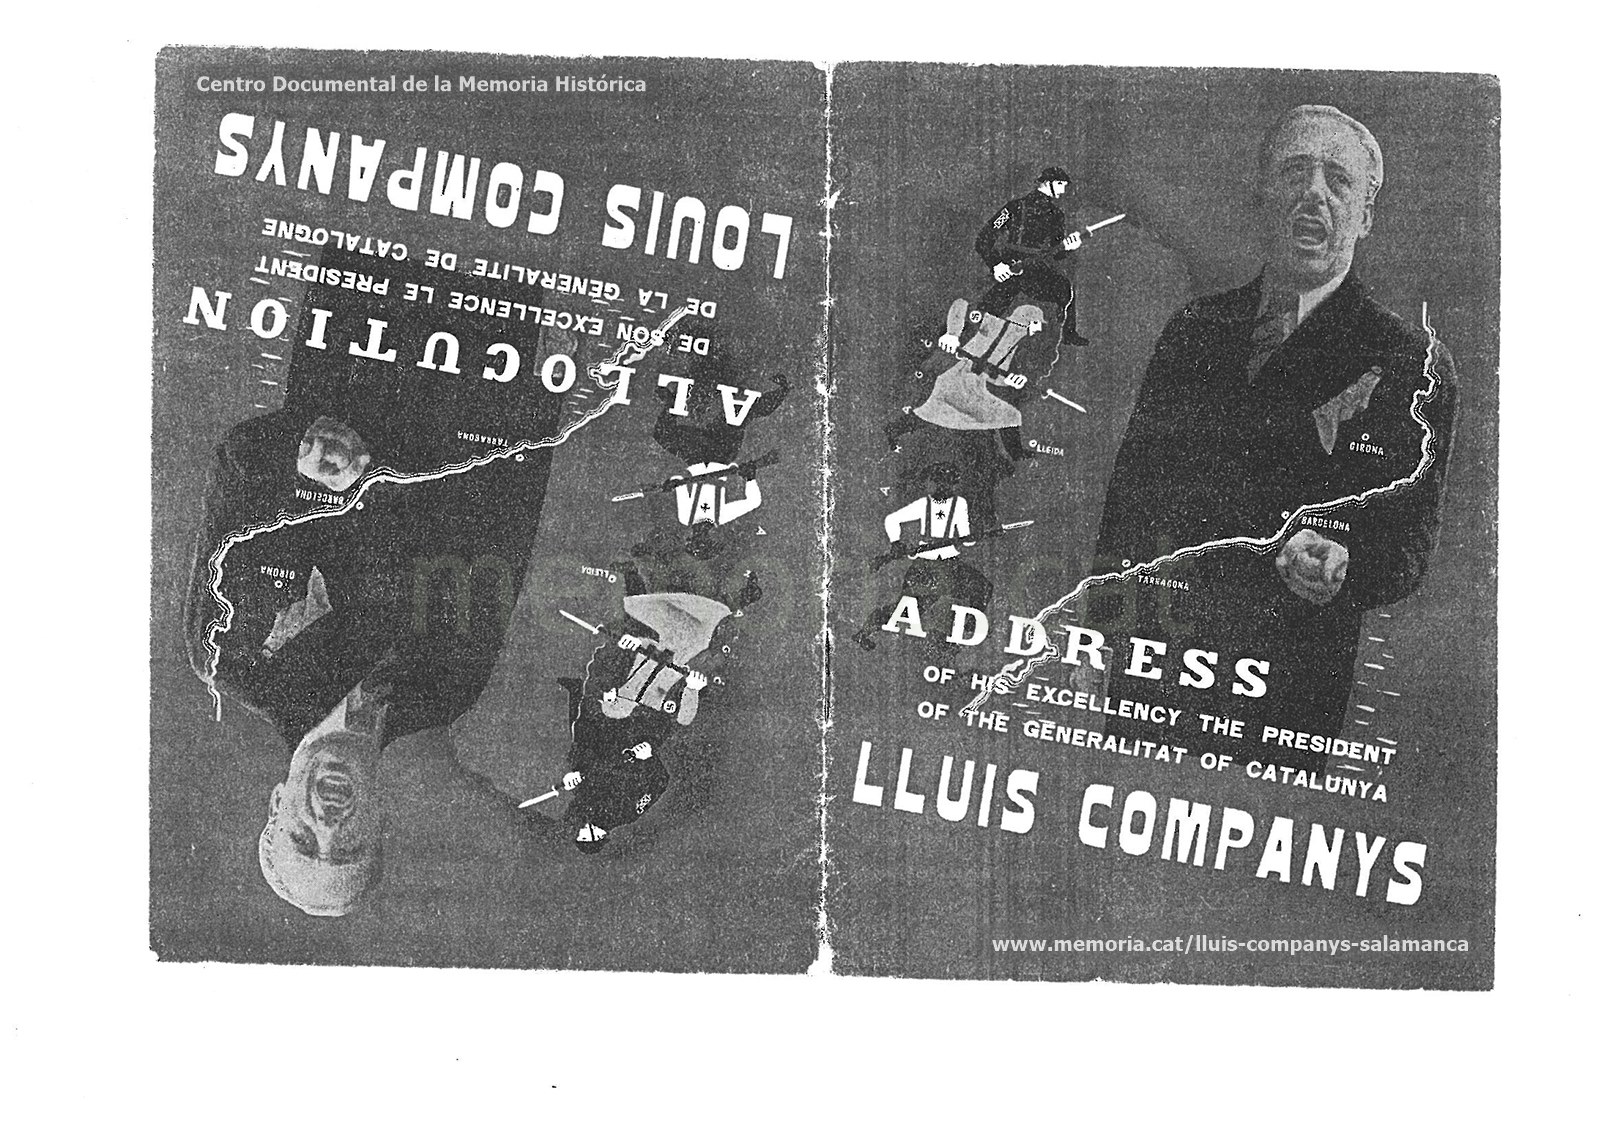 Centro Documental de la Memoria Histórica
ALLOCUTION
DE SON EXCELLENCE LE PRESIDENT
DE LA GENERALITE DE CATALOGNE
LOUIS COMPANYS
GIRONA
BARCELONA
TARRAGONA
LLEIDA
LLEIDA
GIRONA
BARCELONA
TARRAGONA
ADDRESS
OF HIS EXCELLENCY THE PRESIDENT
OF THE GENERALITAT OF CATALUNYA
LLUIS COMPANYS
memoria.cat
www.memoria.cat/lluis-companys-salamanca